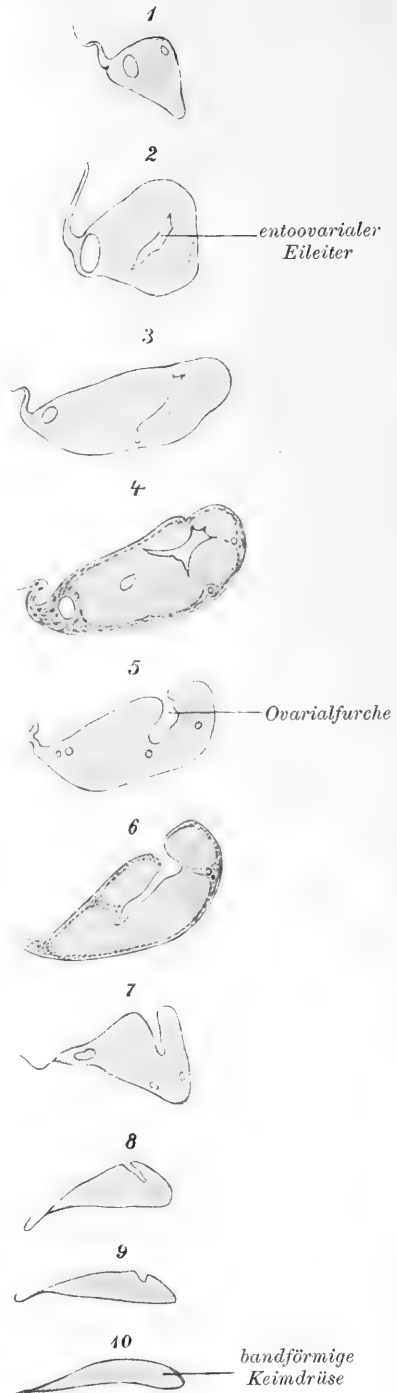 1
2
entoovarialer
Eileiter
3
4
5
Ovarialfurche
6
7
8
9
10
bandförmige
Keimdrüse